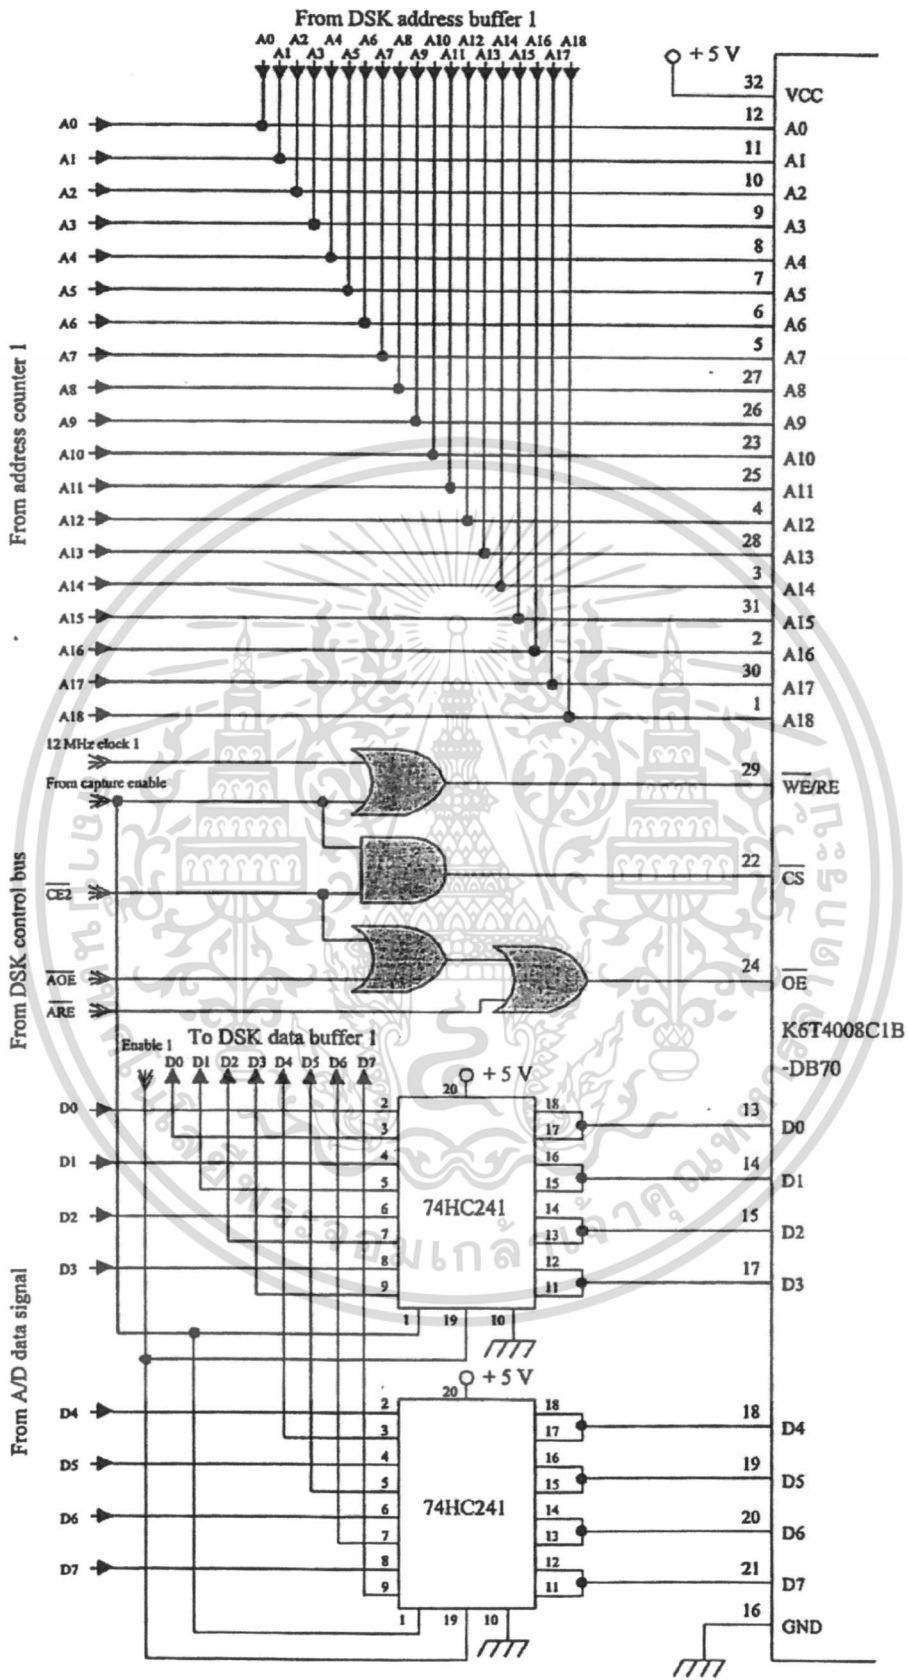 From DSK address buffer 1
A0 A2 A4 A6 A8 A10 A12 A14 A16 A18
A1 A3 A5 A7 A9 A11 A13 A15 A17
+ 5 V
32 VCC
From address counter 1
A0 12 A0
A1 11 A1
A2 10 A2
A3 9 A3
A4 8 A4
A5 7 A5
A6 6 A6
A7 5 A7
A8 27 A8
A9 26 A9
A10 23 A10
A11 25 A11
A12 4 A12
A13 28 A13
A14 3 A14
A15 31 A15
A16 2 A16
A17 30 A17
A18 1 A18
From DSK control bus
12 MHz clock 1
29 WE/RE
From capture enable
22 CS
CE2
AOE 24 OE
ARE
K6T4008C1B
-DB70
To DSK data buffer 1
Enable 1
D0 D1 D2 D3 D4 D5 D6 D7
20 + 5 V
From A/D data signal
D0 2 18 13 D0
3 17
D1 4 16 14 D1
5 15
74HC241
D2 6 14 15 D2
7 13
D3 8 12 17 D3
9 11
1 19 10
20 + 5 V
D4 2 18 18 D4
3 17
D5 4 16 19 D5
5 15
74HC241
D6 6 14 20 D6
7 13
D7 8 12 21 D7
9 11
1 19 10
16 GND